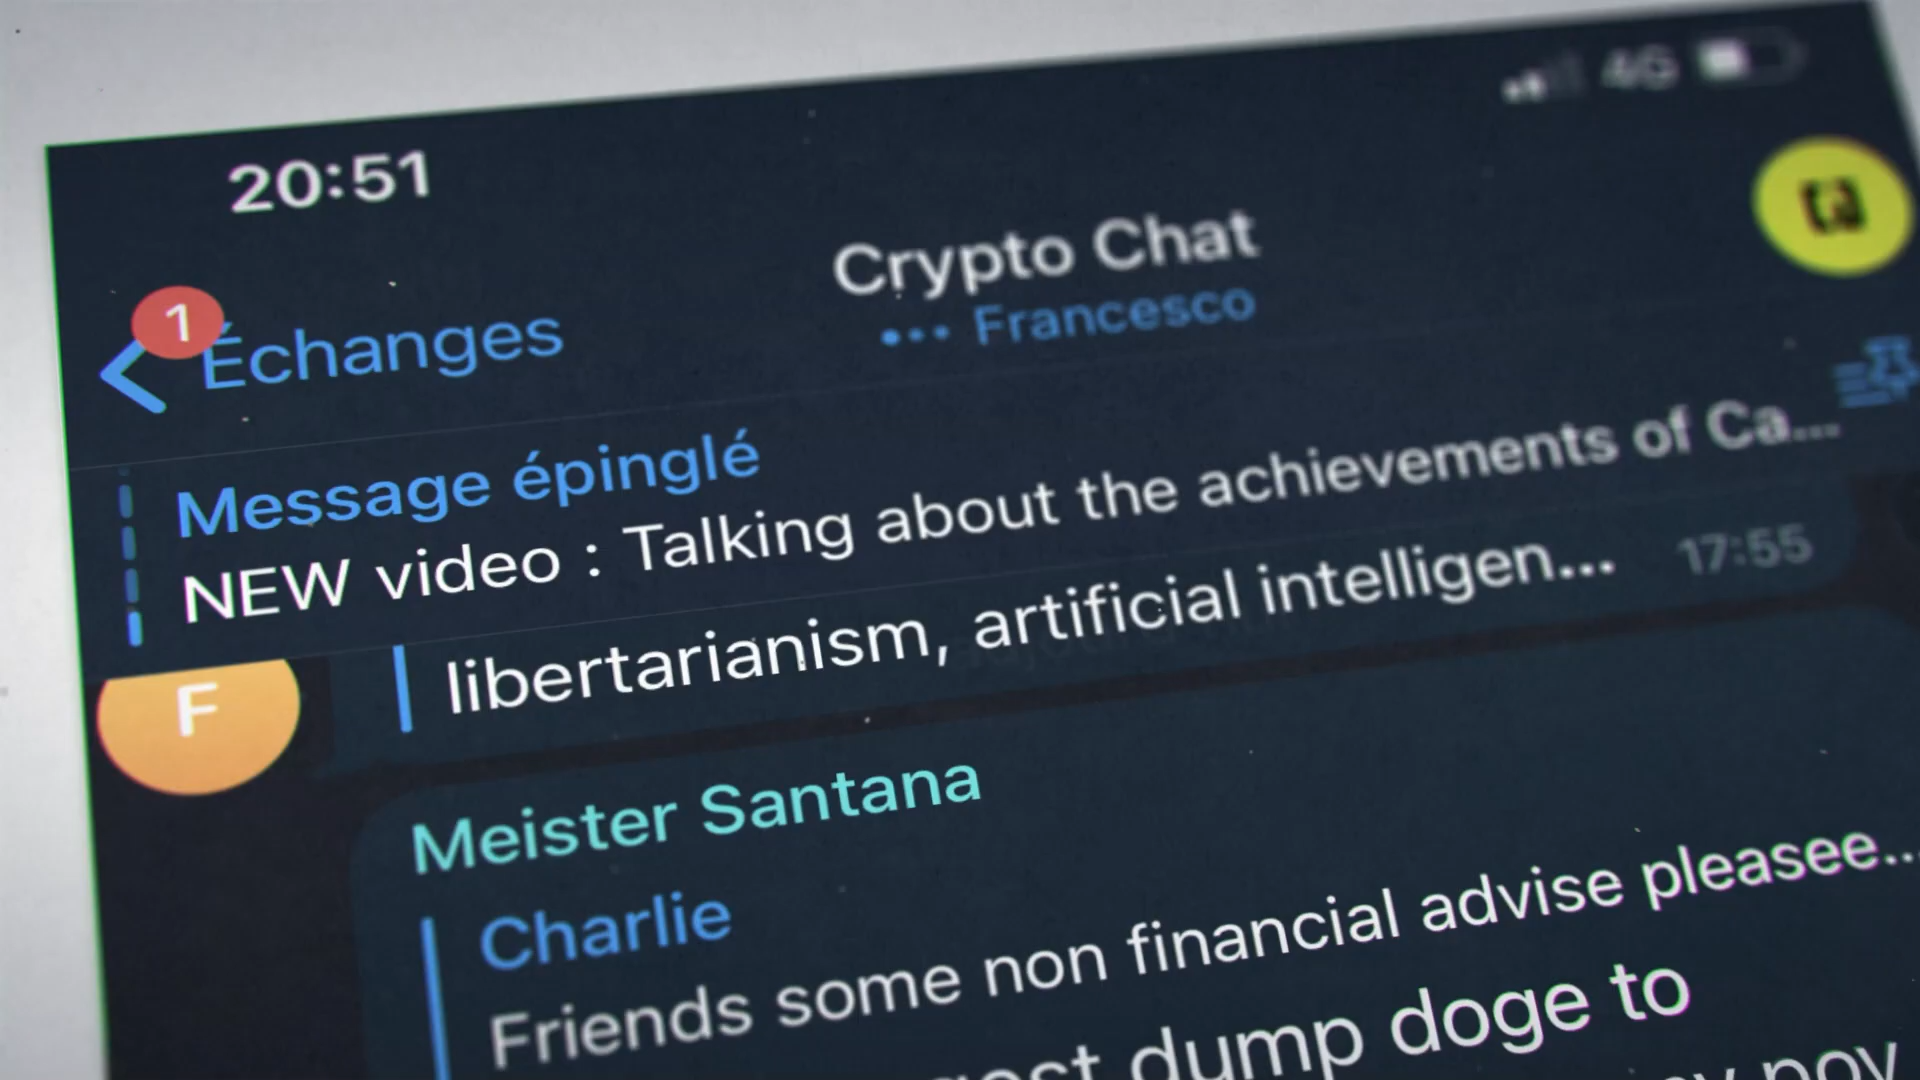 20:51
4G
1
Échanges
Crypto Chat
Francesco
Message épinglé
NEW video : Talking about the achievements of Ca...
libertarianism, artificial intelligen... 17:55
F
Meister Santana
Charlie
Friends some non financial advise pleasee...
dump doge to